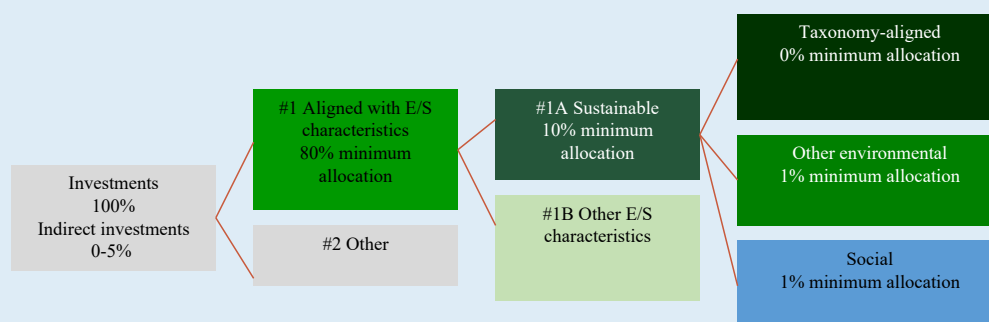 Investments
100%
Indirect investments
0-5%
#1 Aligned with E/S
characteristics
80% minimum
allocation
#2 Other
#1A Sustainable
10% minimum
allocation
#1B Other E/S
characteristics
Taxonomy-aligned
0% minimum allocation
Other environmental
1% minimum allocation
Social
1% minimum allocation